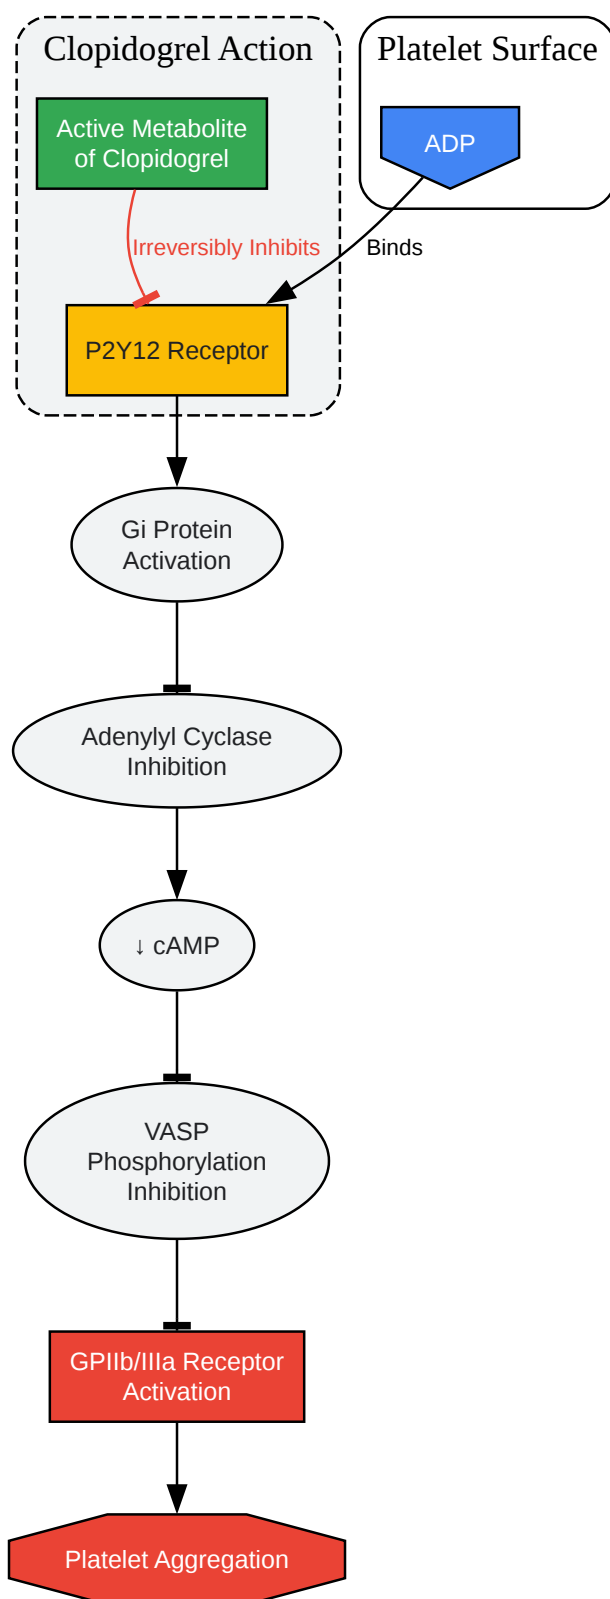 Clopidogrel Action
Platelet Surface
Active Metabolite
of Clopidogrel
ADP
Irreversibly Inhibits
Binds
P2Y12 Receptor
Gi Protein
Activation
Adenylyl Cyclase
Inhibition
↓ cAMP
VASP
Phosphorylation
Inhibition
GPIIb/IIIa Receptor
Activation
Platelet Aggregation